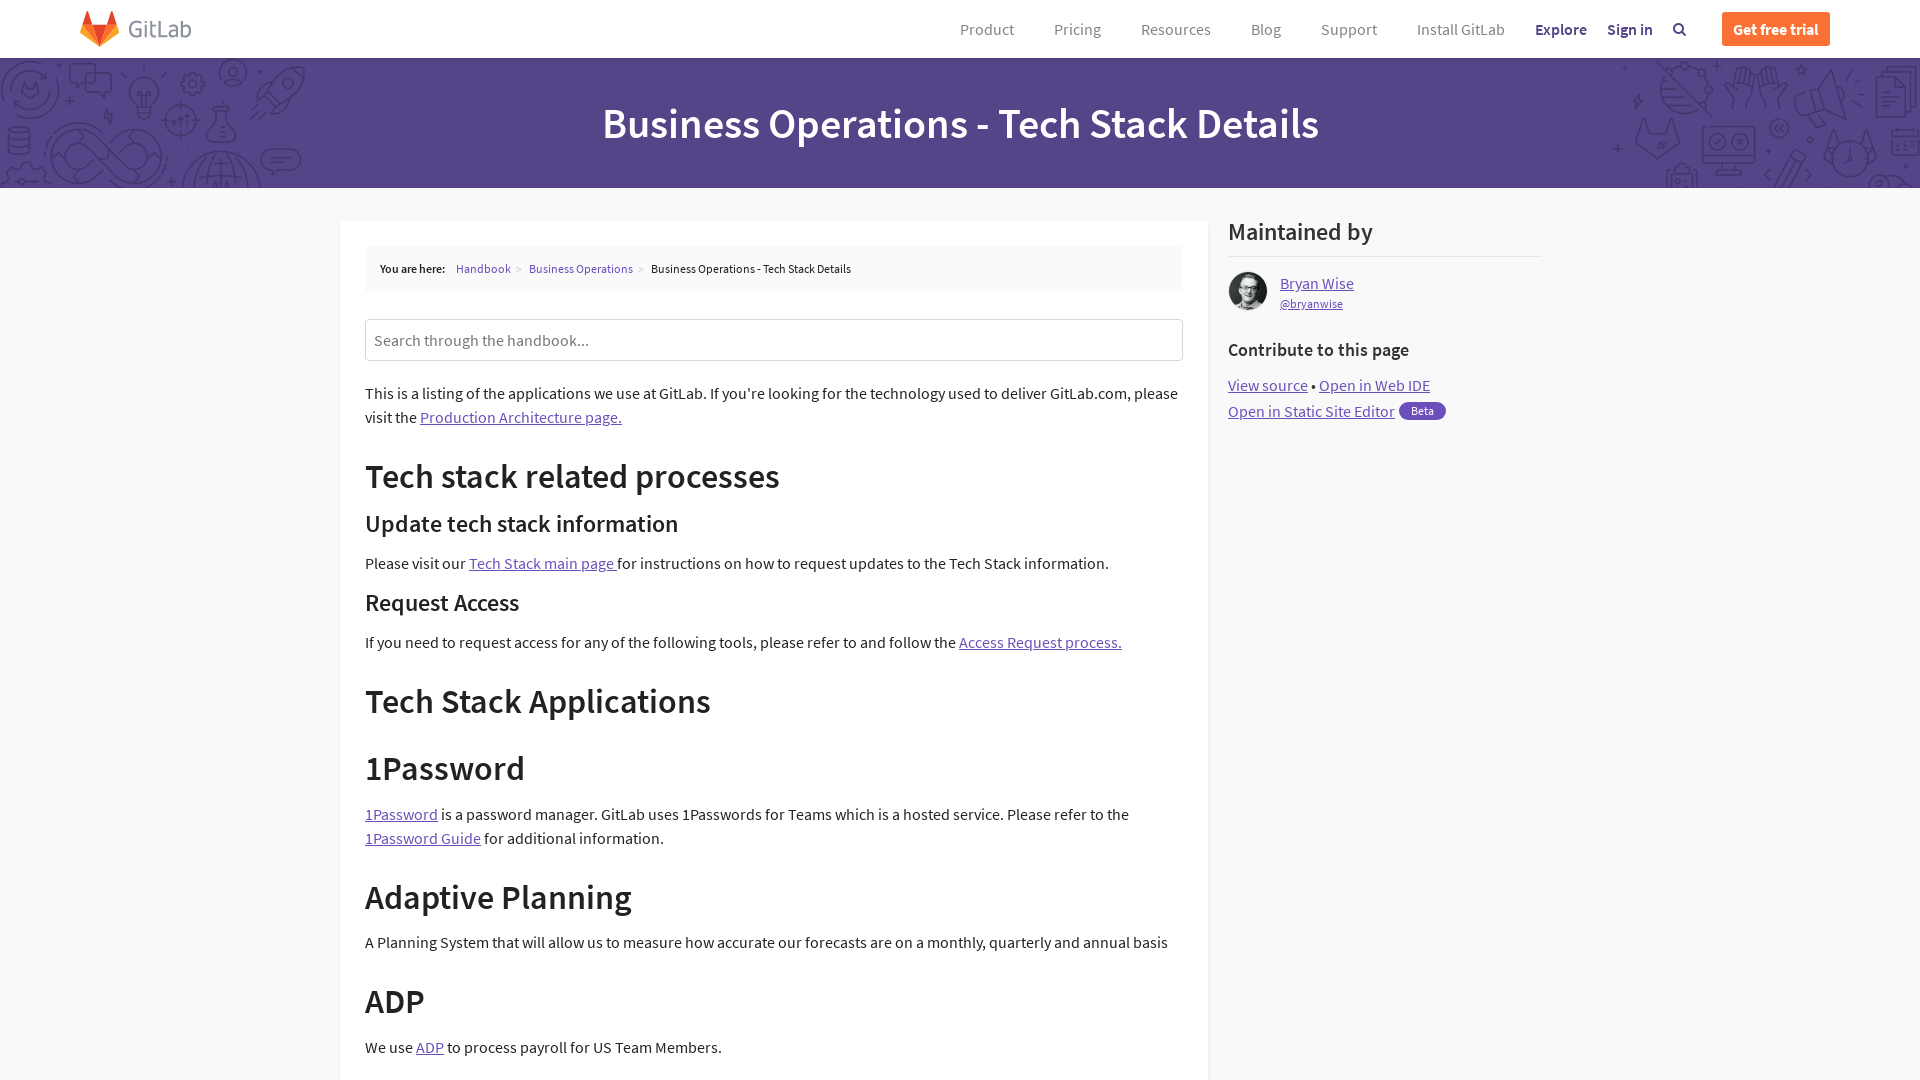 GitLab
Product
Pricing
Resources
Blog
Support
Install GitLab
Explore
Sign in
Get free trial
Business Operations - Tech Stack Details
You are here: Handbook > Business Operations > Business Operations - Tech Stack Details
Search through the handbook...
This is a listing of the applications we use at GitLab. If you're looking for the technology used to deliver GitLab.com, please
visit the Production Architecture page.
Tech stack related processes
Update tech stack information
Please visit our Tech Stack main page for instructions on how to request updates to the Tech Stack information.
Request Access
If you need to request access for any of the following tools, please refer to and follow the Access Request process.
Tech Stack Applications
1Password
1Password is a password manager. GitLab uses 1Passwords for Teams which is a hosted service. Please refer to the
1Password Guide for additional information.
Adaptive Planning
A Planning System that will allow us to measure how accurate our forecasts are on a monthly, quarterly and annual basis
ADP
We use ADP to process payroll for US Team Members.
Maintained by
Bryan Wise
@bryanwise
Contribute to this page
View source • Open in Web IDE
Open in Static Site Editor Beta